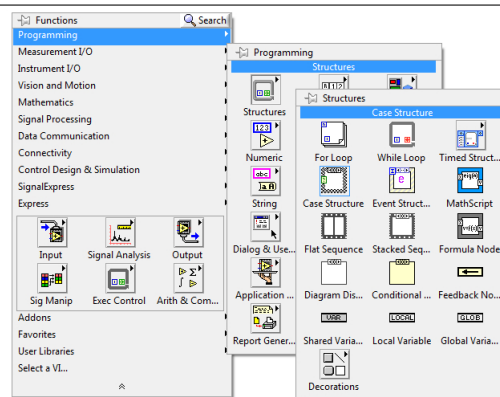 Functions
Search
Programming
Measurement I/O
Instrument I/O
Vision and Motion
Mathematics
Signal Processing
Data Communication
Connectivity
Control Design & Simulation
SignalExpress
Express
Input Signal Analysis Output
Sig Manip Exec Control Arith & Com...
Addons
Favorites
User Libraries
Select a VI...
Programming
Structures
Structures
Numeric
String
Dialog & Use...
Application ...
Report Gener...
Structures
Case Structure
For Loop While Loop Timed Struct...
Case Structure Event Struct... MathScript
Flat Sequence Stacked Seq... Formula Node
Diagram Dis... Conditional ... Feedback No...
VAR LOCAL GLOB
Shared Varia... Local Variable Global Varia...
Decorations